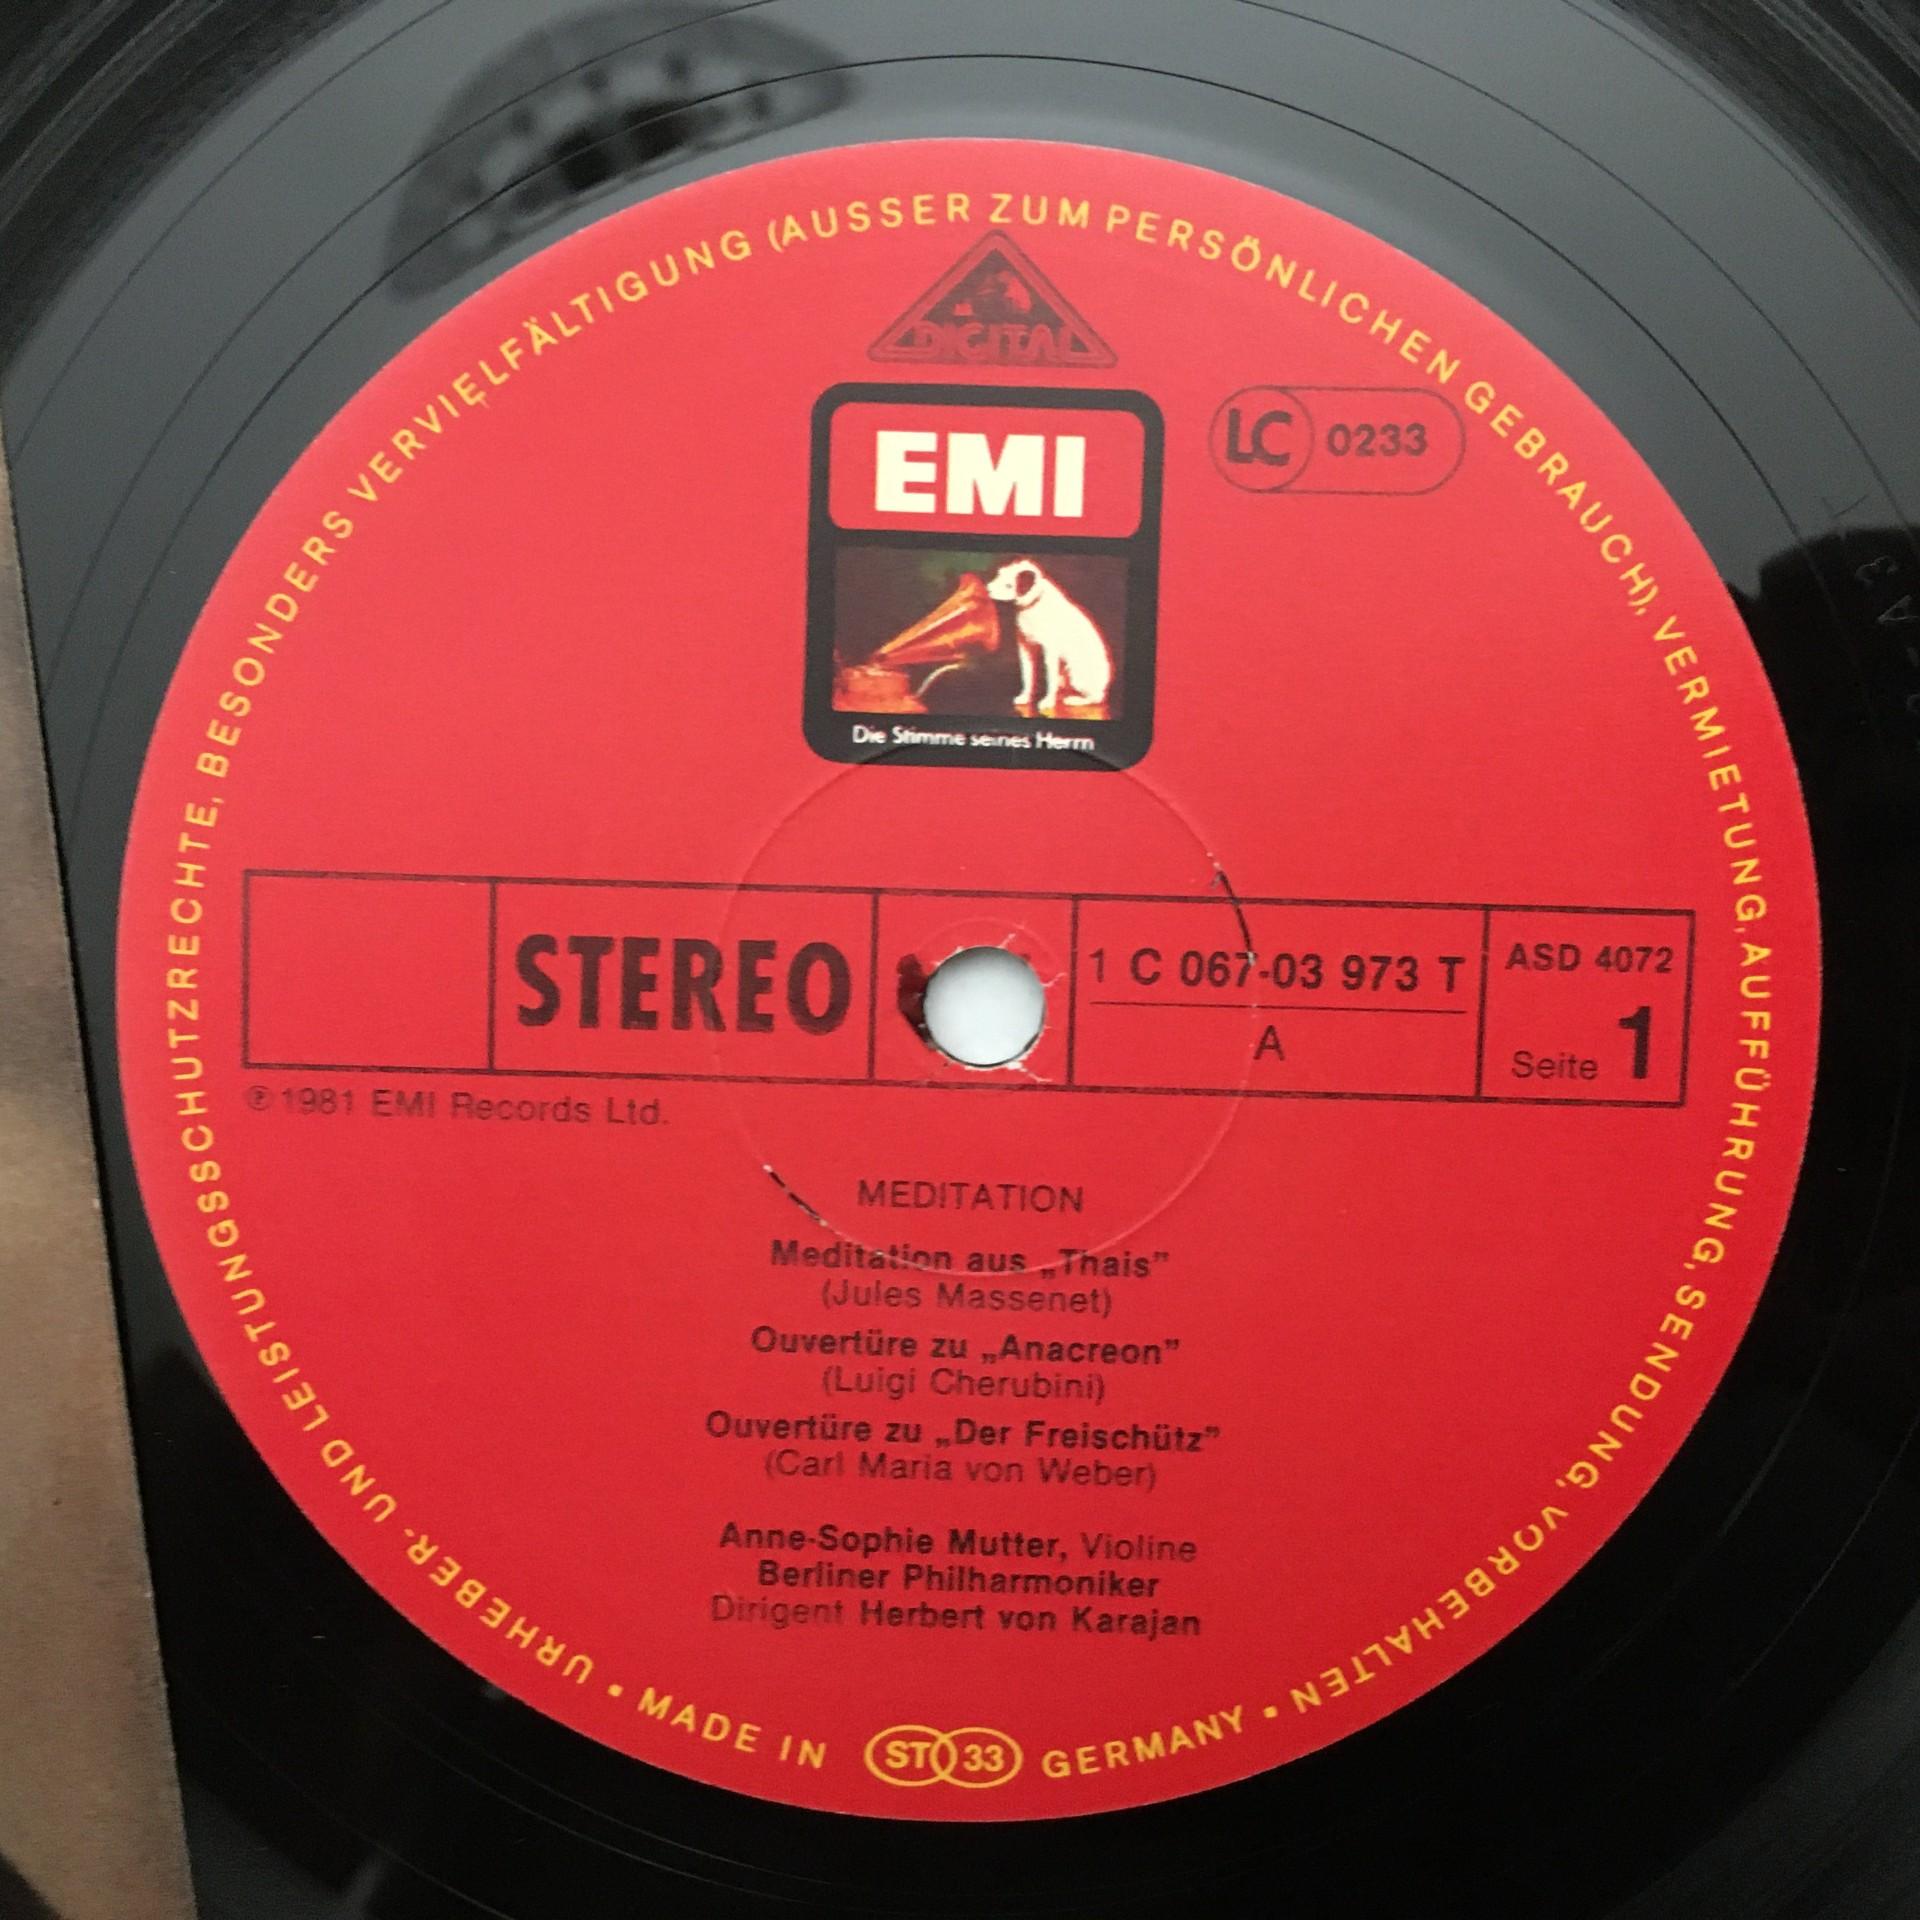 URHEBER- UND LEISTUNGSSCHUTZRECHTE, BESONDERS VERVIELFÄLTIGUNG (AUSSER ZUM PERSÖNLICHEN GEBRAUCH), VERMIETUNG, AUFFÜHRUNG, SENDUNG, VORBEHALTEN •
DIGITAL
EMI
LC 0233
Die Stimme seines Herrn
STEREO
1 C 067-03 973 T
A
ASD 4072
Seite 1
℗ 1981 EMI Records Ltd.
MEDITATION
Meditation aus „Thais”
(Jules Massenet)
Ouvertüre zu „Anacreon”
(Luigi Cherubini)
Ouvertüre zu „Der Freischütz”
(Carl Maria von Weber)
Anne-Sophie Mutter, Violine
Berliner Philharmoniker
Dirigent Herbert von Karajan
• MADE IN ST 33 GERMANY